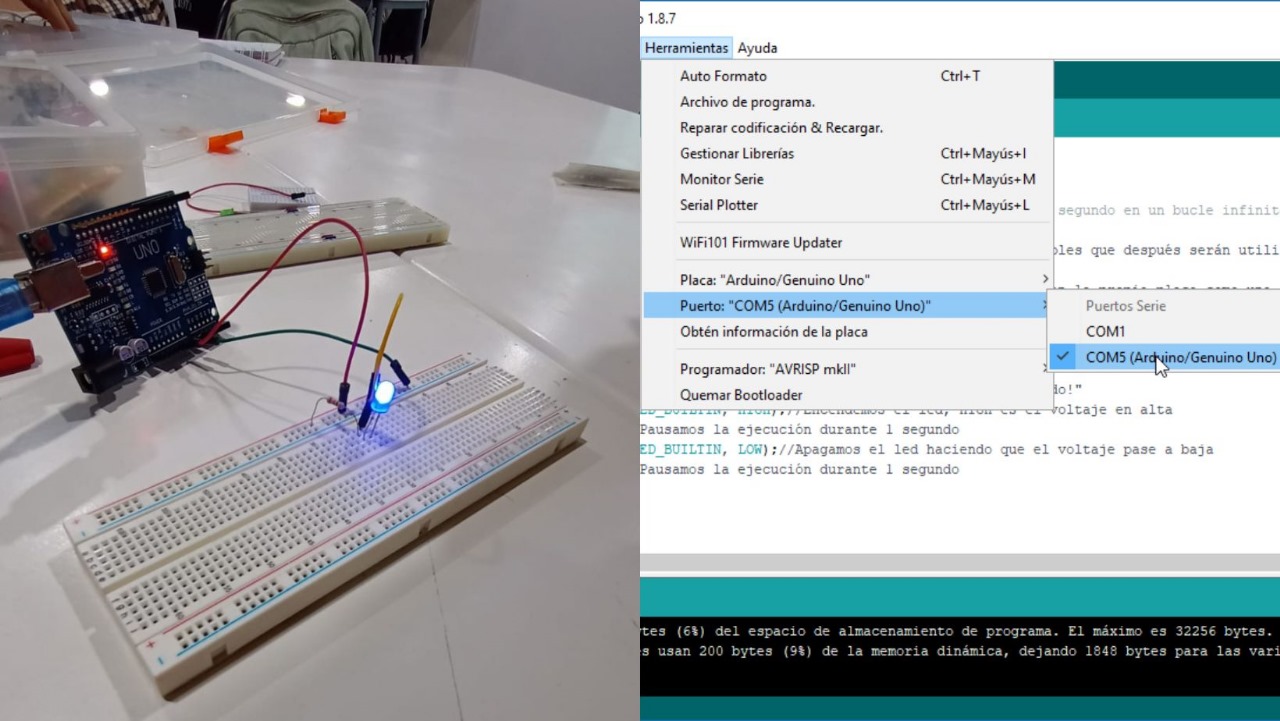 UNO
o 1.8.7
Herramientas Ayuda
Auto Formato Ctrl+T
Archivo de programa.
Reparar codificación & Recargar.
Gestionar Librerías Ctrl+Mayús+I
Monitor Serie Ctrl+Mayús+M
Serial Plotter Ctrl+Mayús+L
segundo en un bucle infinit
WiFi101 Firmware Updater
bles que después serán utili
Placa: "Arduino/Genuino Uno"
Puerto: "COM5 (Arduino/Genuino Uno)"
Puertos Serie
Obtén información de la placa
COM1
COM5 (Arduino/Genuino Uno)
Programador: "AVRISP mkII"
do!"
Quemar Bootloader
ED_BUILTIN, HIGH);//Encendemos el led, HIGH es el voltaje en alta
Pausamos la ejecución durante 1 segundo
ED_BUILTIN, LOW);//Apagamos el led haciendo que el voltaje pase a baja
Pausamos la ejecución durante 1 segundo
tes (6%) del espacio de almacenamiento de programa. El máximo es 32256 bytes.
s usan 200 bytes (9%) de la memoria dinámica, dejando 1848 bytes para las vari